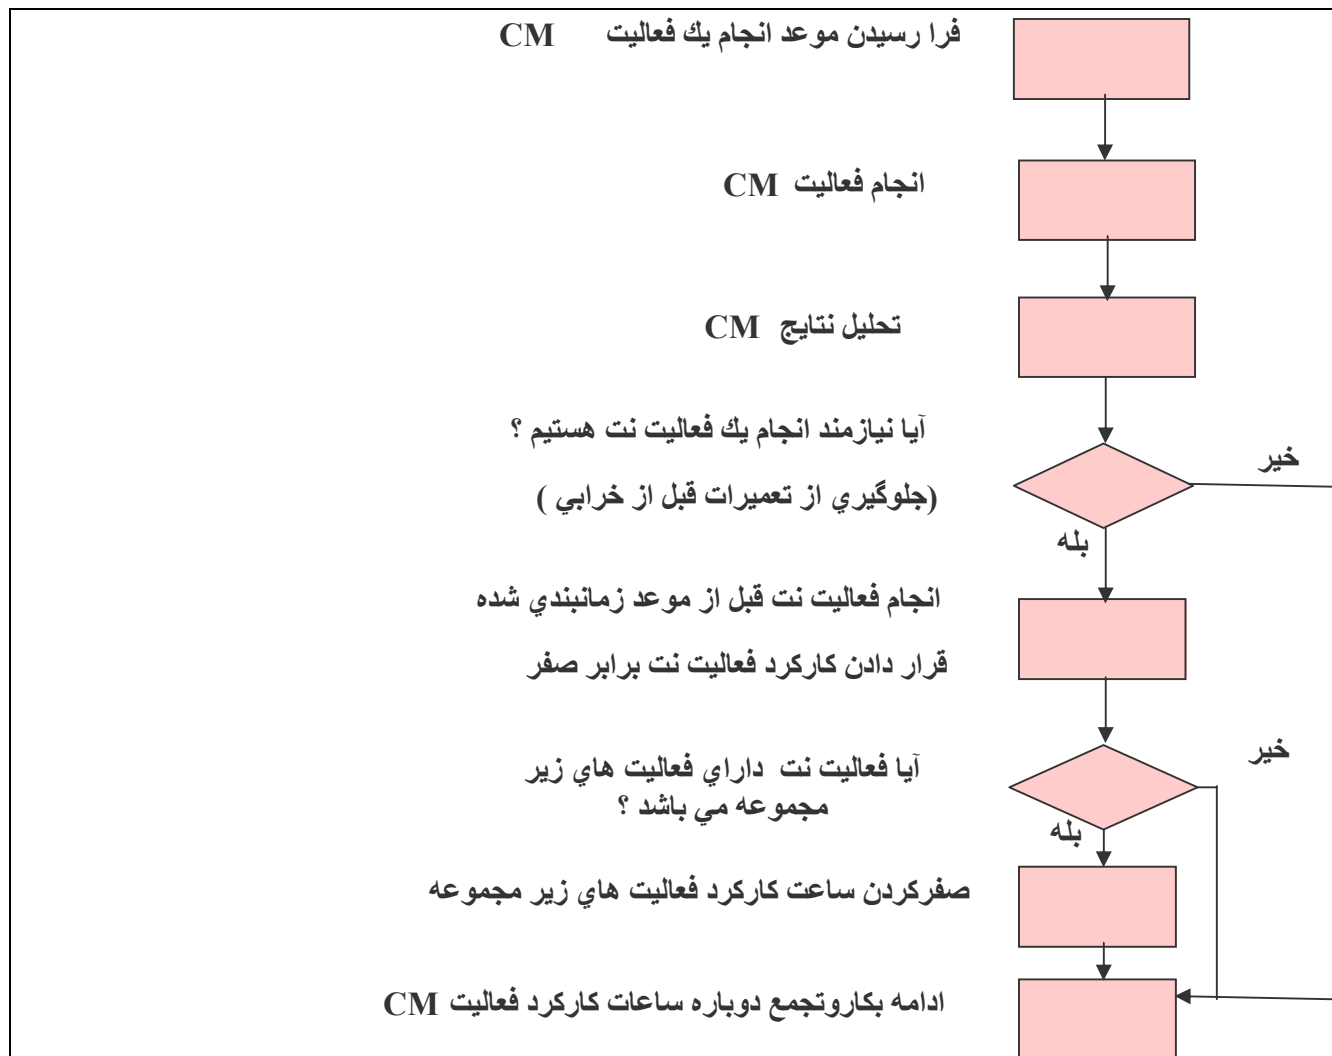 فرا رسيدن موعد انجام يك فعاليت CM
انجام فعاليت CM
تحليل نتايج CM
آيا نيازمند انجام يك فعاليت نت هستيم ؟
خير
(جلوگيري از تعميرات قبل از خرابي )
بله
انجام فعاليت نت قبل از موعد زمانبندي شده
قرار دادن كاركرد فعاليت نت برابر صفر
خير
آيا فعاليت نت داراي فعاليت هاي زير
مجموعه مي باشد ؟
بله
صفركردن ساعت كاركرد فعاليت هاي زير مجموعه
ادامه بكاروتجمع دوباره ساعات كاركرد فعاليت CM